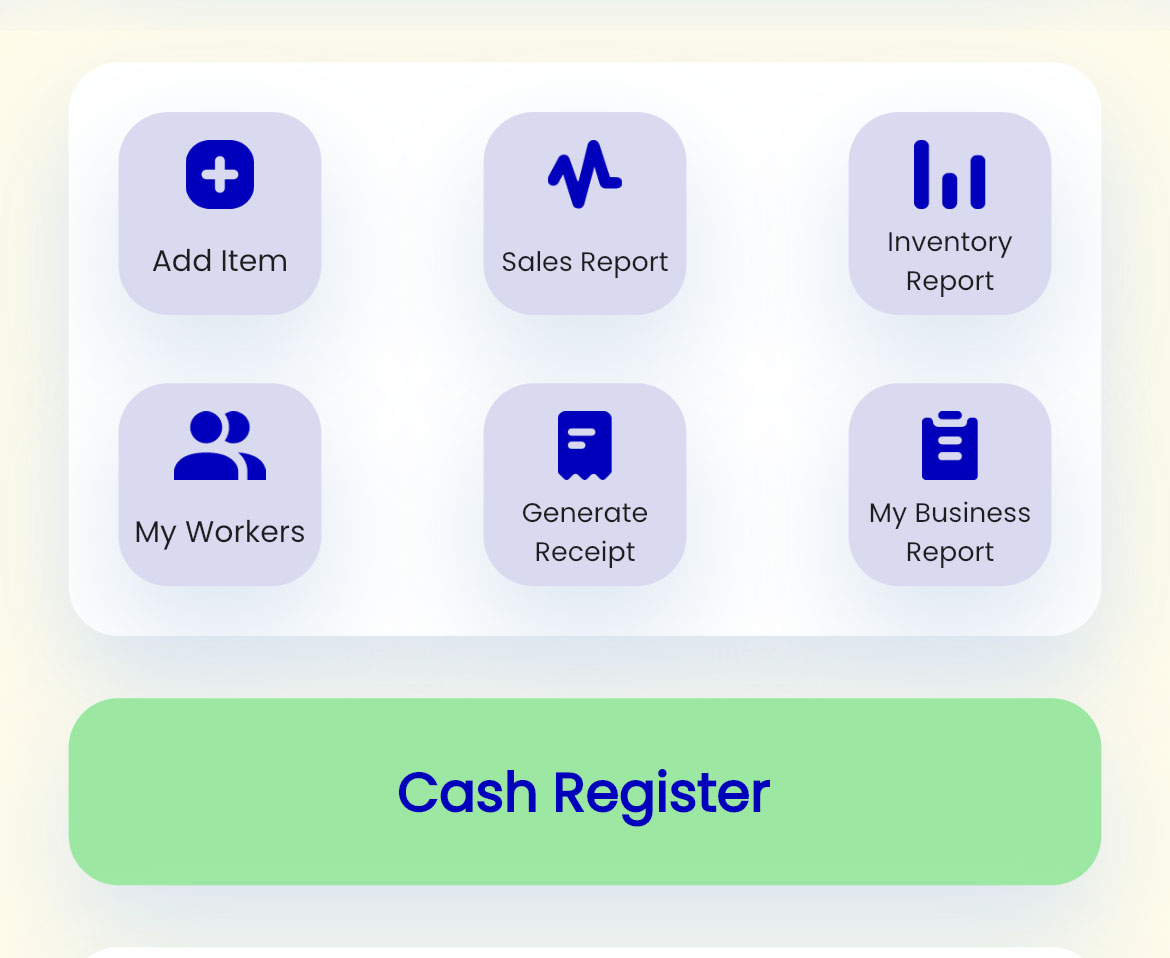 Add Item
Sales Report
Inventory
Report
My Workers
Generate
Receipt
My Business
Report
Cash Register